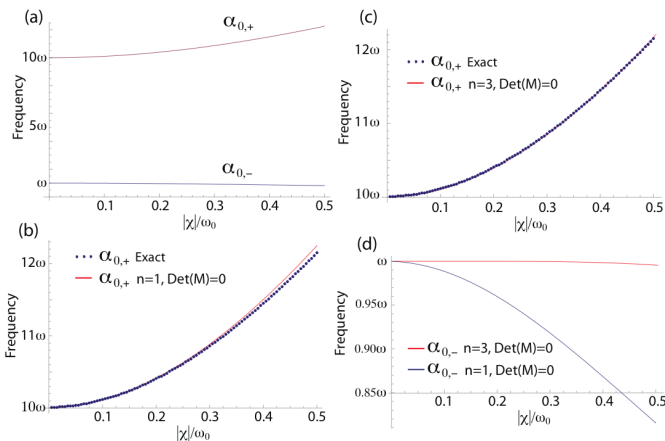 (a)
α0,+
10ω0
Frequency
5ω
α0,-
ω
0.1 0.2 0.3 0.4 0.5
|χ|/ω0
(b)
12ω
α0,+ Exact
α0,+ n=1, Det(M)=0
Frequency
11ω
10ω
0.1 0.2 0.3 0.4 0.5
|χ|/ω0
(c)
12ω
α0,+ Exact
α0,+ n=3, Det(M)=0
Frequency
11ω
10ω
0.1 0.2 0.3 0.4 0.5
|χ|/ω0
(d)
ω
0.95ω
Frequency
0.90ω
α0,- n=3, Det(M)=0
α0,- n=1, Det(M)=0
0.85ω
0.1 0.2 0.3 0.4 0.5
|χ|/ω0